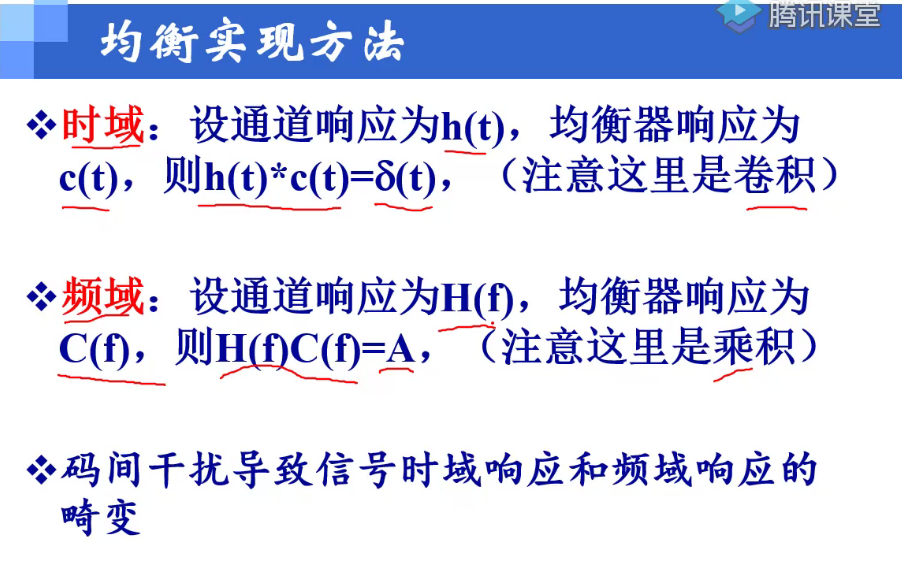 腾讯课堂
均衡实现方法
❖时域：设通道响应为h(t)，均衡器响应为
c(t)，则h(t)*c(t)=δ(t)，（注意这里是卷积）
❖频域：设通道响应为H(f)，均衡器响应为
C(f)，则H(f)C(f)=A，（注意这里是乘积）
❖码间干扰导致信号时域响应和频域响应的
畸变